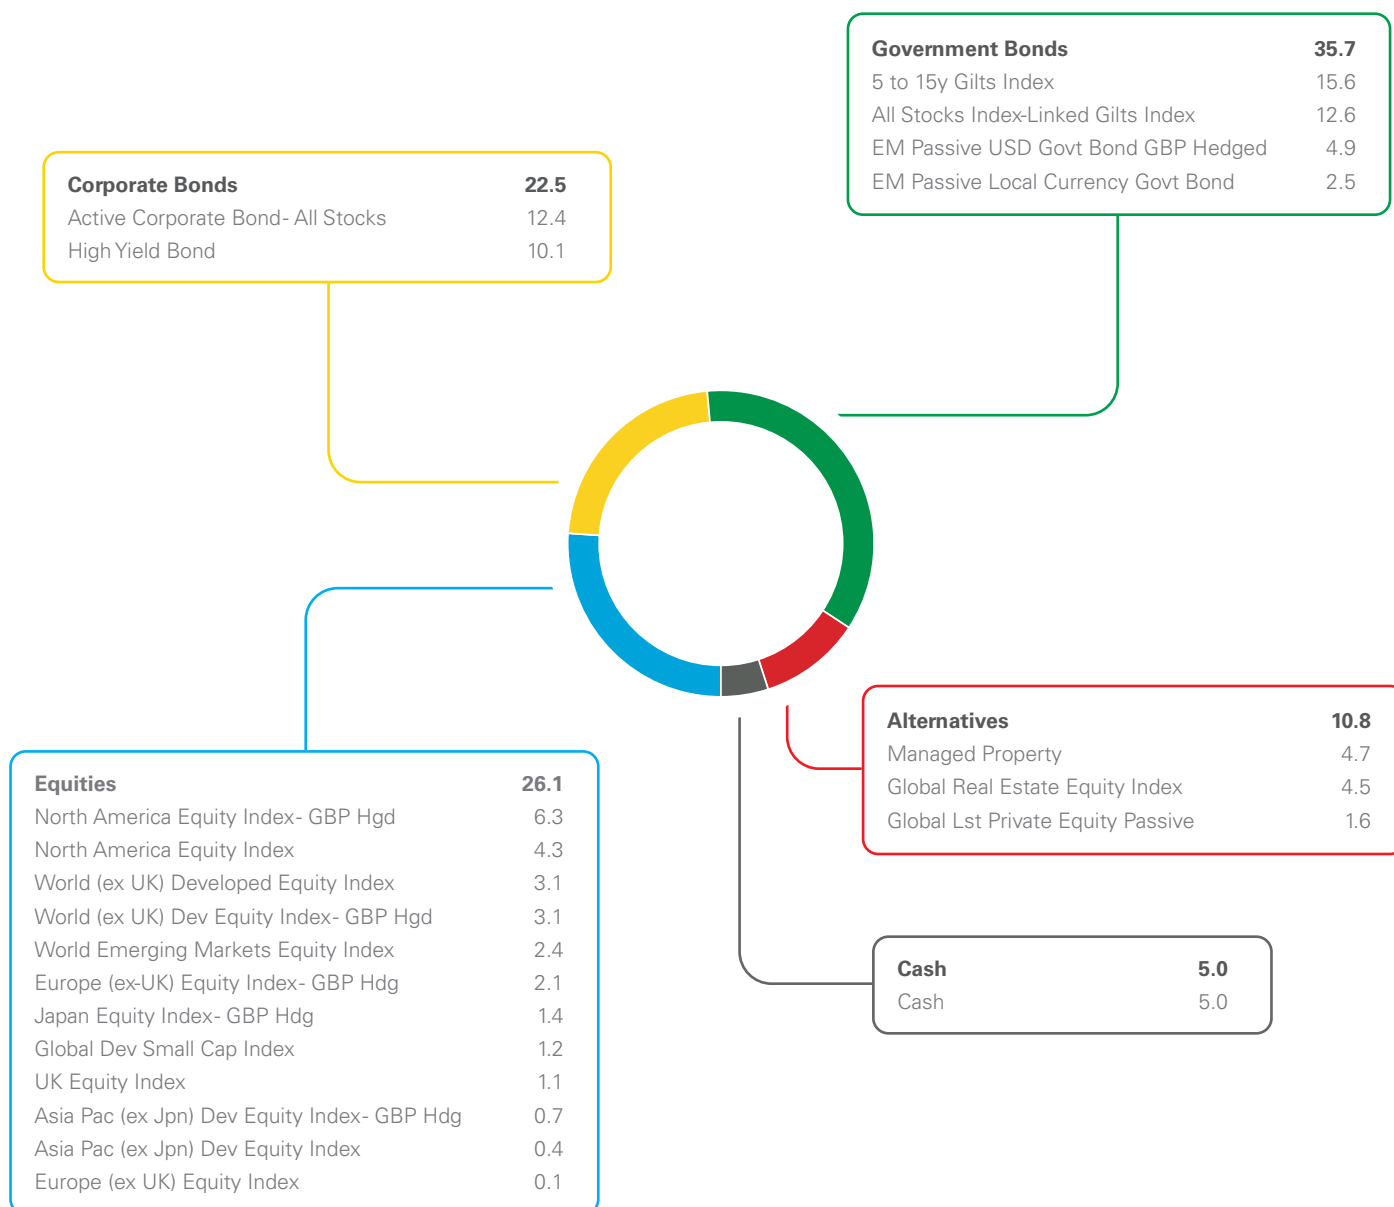 Government Bonds 35.7
5 to 15y Gilts Index 15.6
All Stocks Index-Linked Gilts Index 12.6
EM Passive USD Govt Bond GBP Hedged 4.9
EM Passive Local Currency Govt Bond 2.5
Corporate Bonds 22.5
Active Corporate Bond- All Stocks 12.4
High Yield Bond 10.1
Alternatives 10.8
Managed Property 4.7
Global Real Estate Equity Index 4.5
Global Lst Private Equity Passive 1.6
Equities 26.1
North America Equity Index- GBP Hgd 6.3
North America Equity Index 4.3
World (ex UK) Developed Equity Index 3.1
World (ex UK) Dev Equity Index- GBP Hgd 3.1
World Emerging Markets Equity Index 2.4
Europe (ex-UK) Equity Index- GBP Hdg 2.1
Japan Equity Index- GBP Hdg 1.4
Global Dev Small Cap Index 1.2
UK Equity Index 1.1
Asia Pac (ex Jpn) Dev Equity Index- GBP Hdg 0.7
Asia Pac (ex Jpn) Dev Equity Index 0.4
Europe (ex UK) Equity Index 0.1
Cash 5.0
Cash 5.0